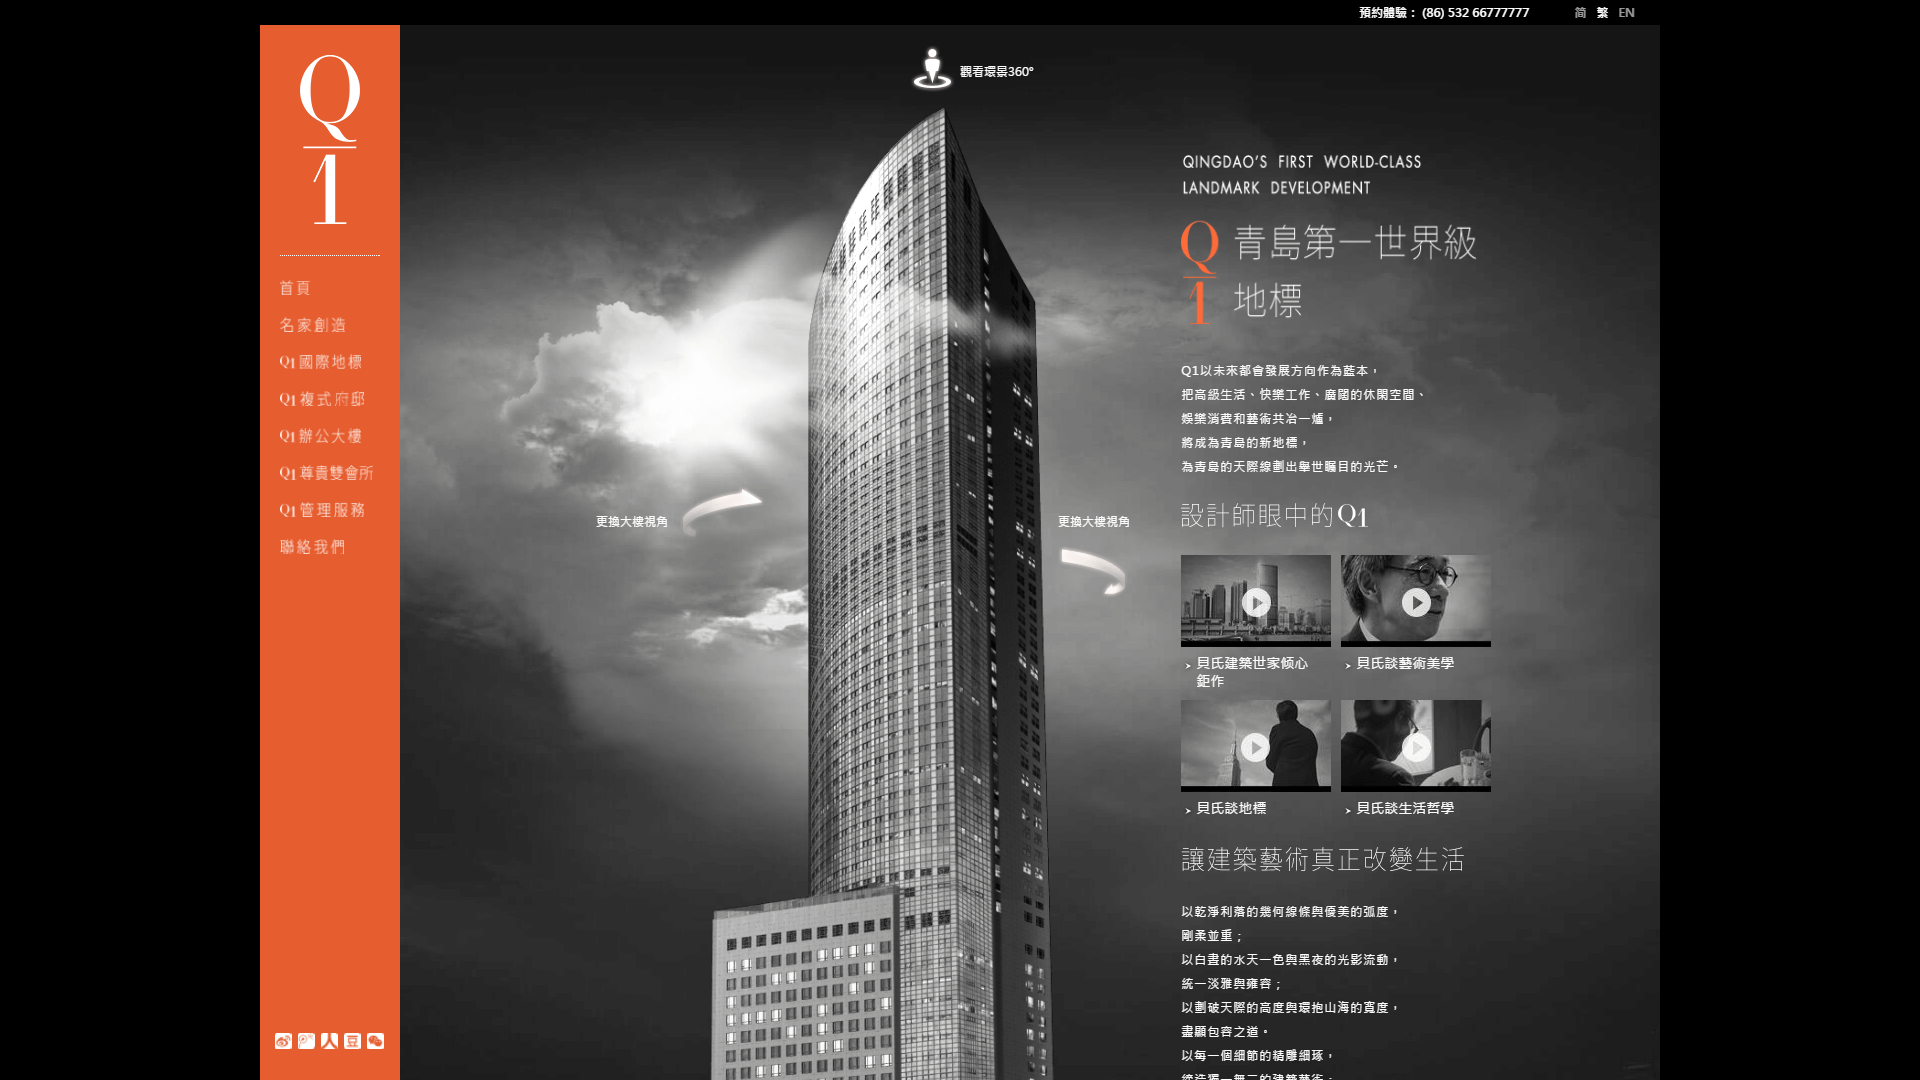 預約體驗： (86) 532 66777777
简 繁 EN
Q
1
首頁
名家創造
Q1 國際地標
Q1 複式府邸
Q1 辦公大樓
Q1 尊貴雙會所
Q1 管理服務
聯絡我們
觀看環景360°
更換大樓視角
更換大樓視角
QINGDAO'S FIRST WORLD-CLASS
LANDMARK DEVELOPMENT
Q1 青島第一世界級
地標
Q1以未來都會發展方向作為藍本，
把高級生活、快樂工作、廣闊的休閑空間、
娛樂消費和藝術共冶一爐，
將成為青島的新地標，
為青島的天際線劃出舉世矚目的光芒。
設計師眼中的Q1
貝氏建築世家傾心
鉅作
貝氏談藝術美學
貝氏談地標
貝氏談生活哲學
讓建築藝術真正改變生活
以乾淨利落的幾何線條與優美的弧度，
剛柔並重；
以白晝的水天一色與黑夜的光影流動，
統一淡雅與雍容；
以劃破天際的高度與環抱山海的寬度，
盡顯包容之道。
以每一個細節的精雕細琢，